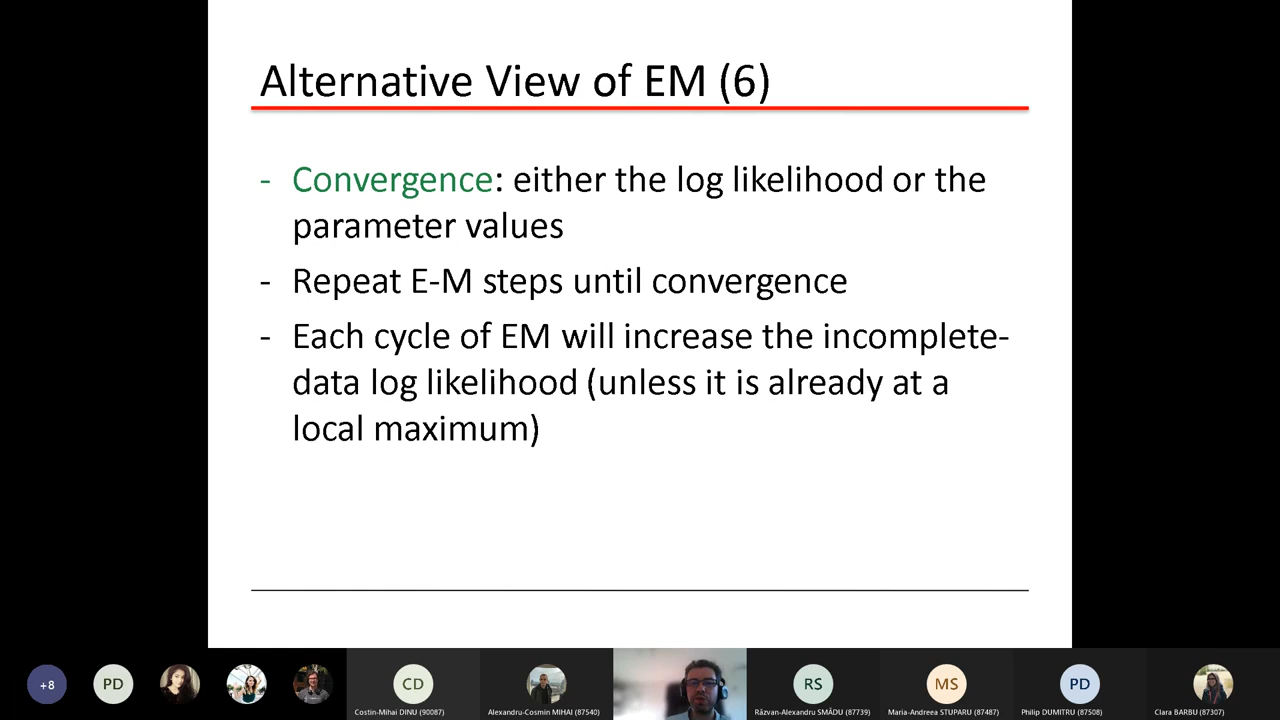 Alternative View of EM (6)
- Convergence: either the log likelihood or the
parameter values
- Repeat E-M steps until convergence
- Each cycle of EM will increase the incomplete-
data log likelihood (unless it is already at a
local maximum)
+8
PD
CD
RS
MS
PD
Costin-Mihai DINU (90087)
Alexandru-Cosmin MIHAI (87540)
Răzvan-Alexandru SMĂDU (87739)
Maria-Andreea STUPARU (87487)
Philip DUMITRU (87508)
Clara BARBU (87307)